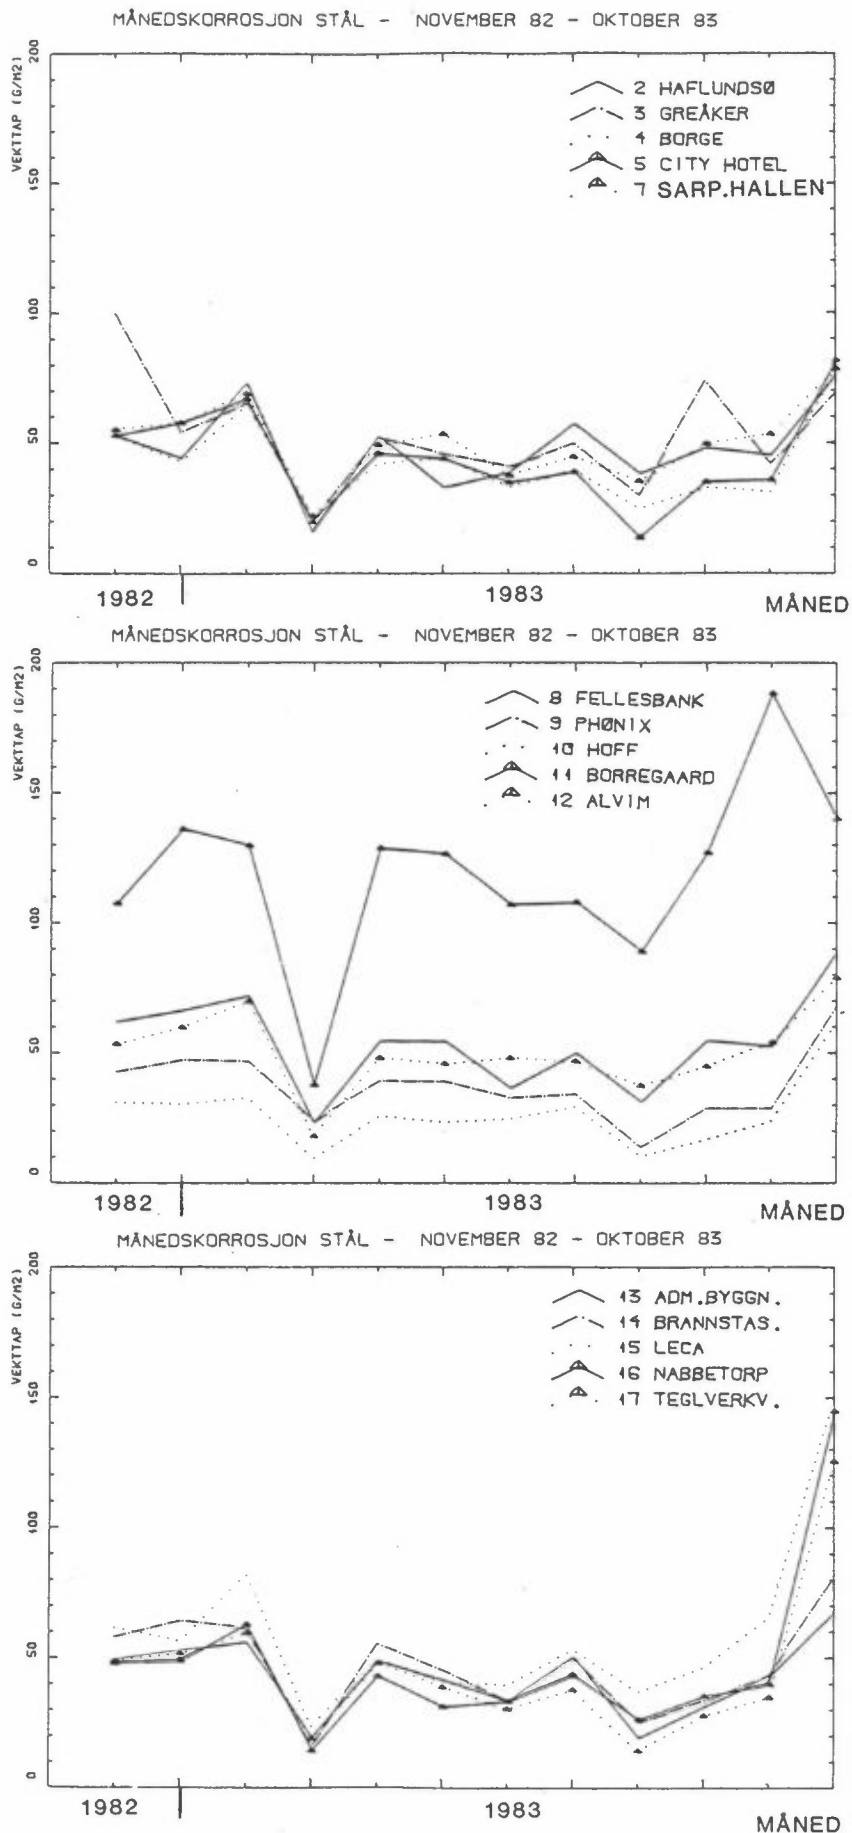 MÅNEDSKORROSJON STÅL - NOVEMBER 82 - OKTOBER 83
VEKTTAP (G/M2)
200
150
100
50
0
2 HAFLUNDSØ
3 GREÅKER
4 BORGE
5 CITY HOTEL
7 SARP.HALLEN
1982
1983
MÅNED
MÅNEDSKORROSJON STÅL - NOVEMBER 82 - OKTOBER 83
VEKTTAP (G/M2)
200
150
100
50
0
8 FELLESBANK
9 PHØNIX
10 HOFF
11 BORREGAARD
12 ALVIM
1982
1983
MÅNED
MÅNEDSKORROSJON STÅL - NOVEMBER 82 - OKTOBER 83
VEKTTAP (G/M2)
200
150
100
50
0
13 ADM.BYGGN.
14 BRANNSTAS.
15 LECA
16 NABBETORP
17 TEGLVERKV.
1982
1983
MÅNED